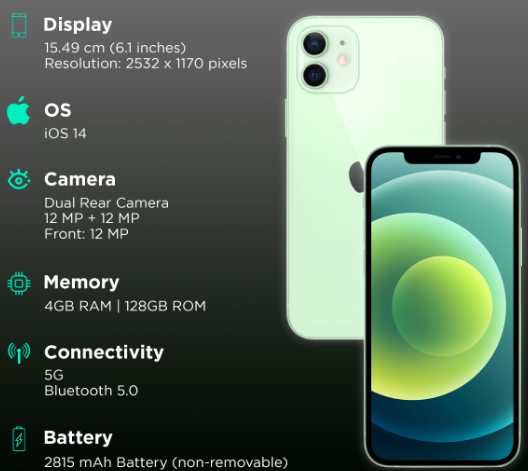 Display
15.49 cm (6.1 inches)
Resolution: 2532 x 1170 pixels
OS
iOS 14
Camera
Dual Rear Camera
12 MP + 12 MP
Front: 12 MP
Memory
4GB RAM | 128GB ROM
Connectivity
5G
Bluetooth 5.0
Battery
2815 mAh Battery (non-removable)